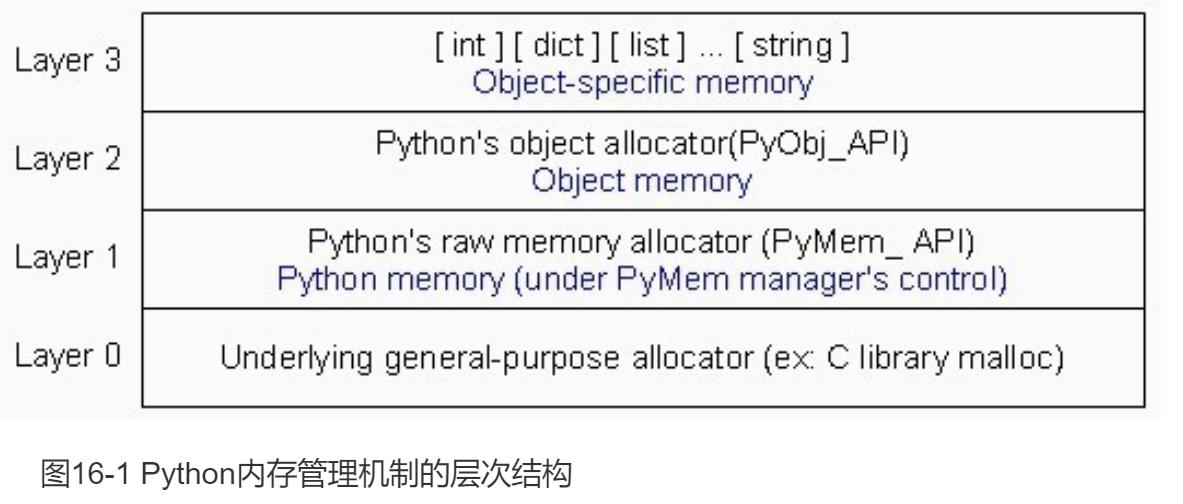 Layer 3
[ int ] [ dict ] [ list ] ... [ string ]
Object-specific memory
Layer 2
Python's object allocator(PyObj_API)
Object memory
Layer 1
Python's raw memory allocator (PyMem_ API)
Python memory (under PyMem manager's control)
Layer 0
Underlying general-purpose allocator (ex: C library malloc)
图16-1 Python内存管理机制的层次结构